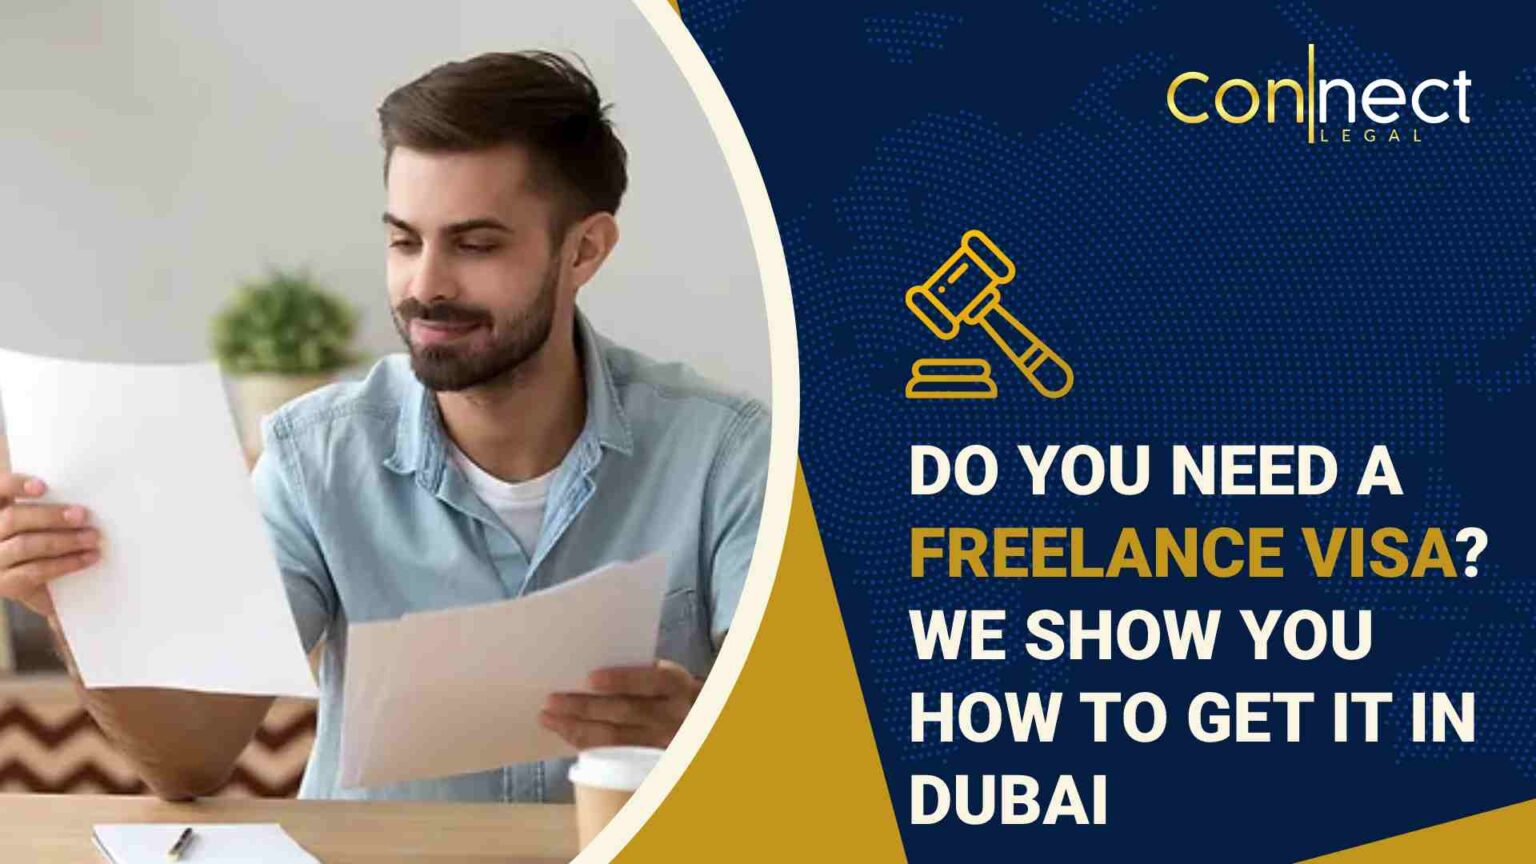 Connect
LEGAL
DO YOU NEED A
FREELANCE VISA?
WE SHOW YOU
HOW TO GET IT IN
DUBAI